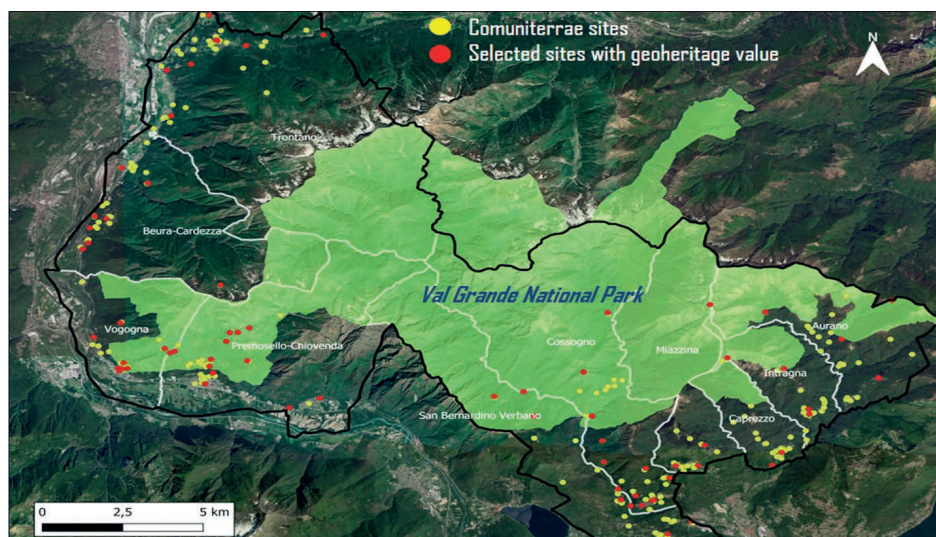 Comuniterrae sites
Selected sites with geoheritage value
N
Trontano
Beura-Cardezza
Val Grande National Park
Vogogna
Premosello-Chiovenda
Cossogno
Miazzina
Aurano
Intragna
San Bernardino Verbano
Caprezzo
0 2,5 5 km